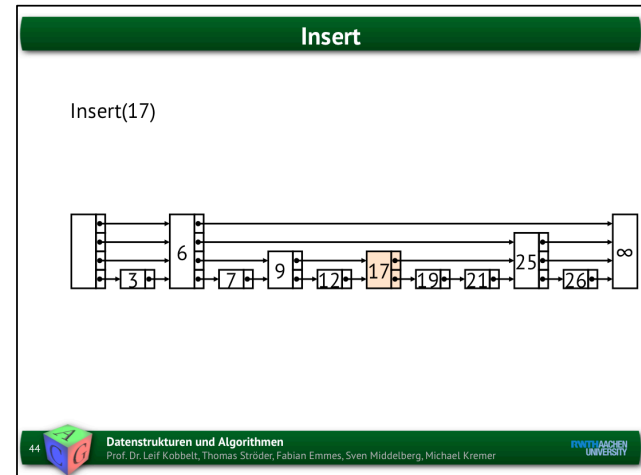 Insert
Insert(17)
3 6 7 9 12 17 19 21 25 26 ∞
44
A C G
Datenstrukturen und Algorithmen
Prof. Dr. Leif Kobbelt, Thomas Ströder, Fabian Emmes, Sven Middelberg, Michael Kremer
RWTHAACHEN
UNIVERSITY